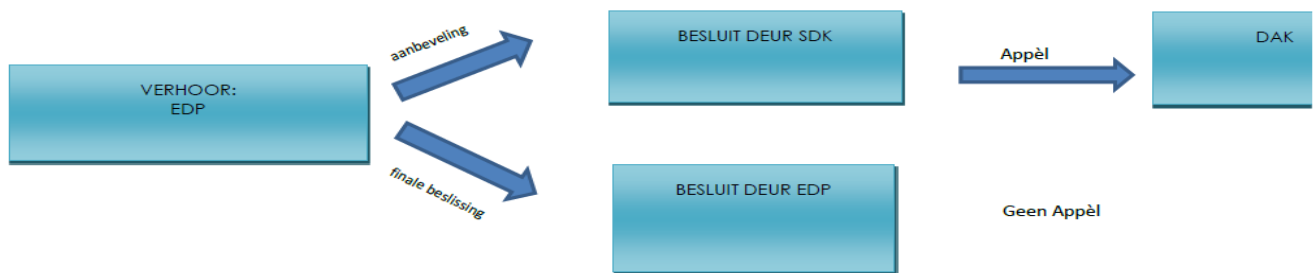 VERHOOR:
EDP
aanbeveling
BESLUIT DEUR SDK
Appèl
DAK
finale beslissing
BESLUIT DEUR EDP
Geen Appèl